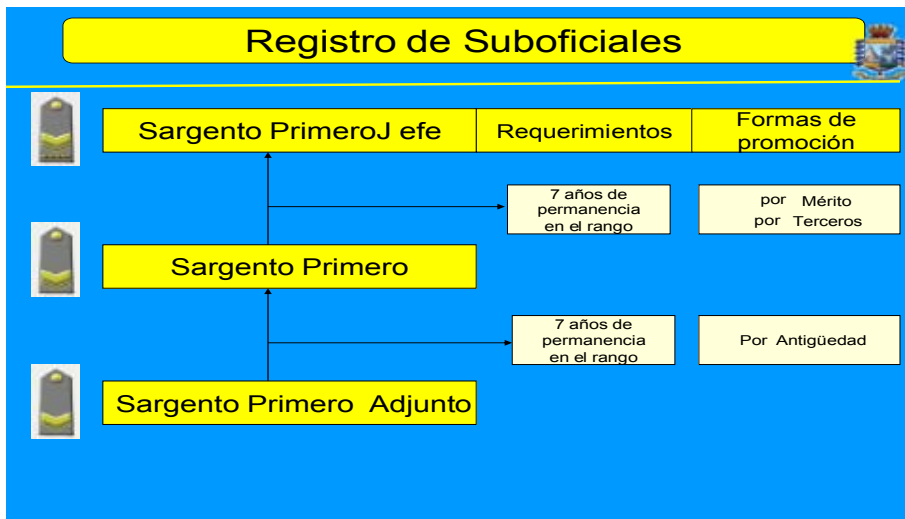 Registro de Suboficiales
Sargento PrimeroJ efe
Requerimientos
Formas de
promoción
7 años de
permanencia
en el rango
por Mérito
por Terceros
Sargento Primero
7 años de
permanencia
en el rango
Por Antigüedad
Sargento Primero Adjunto